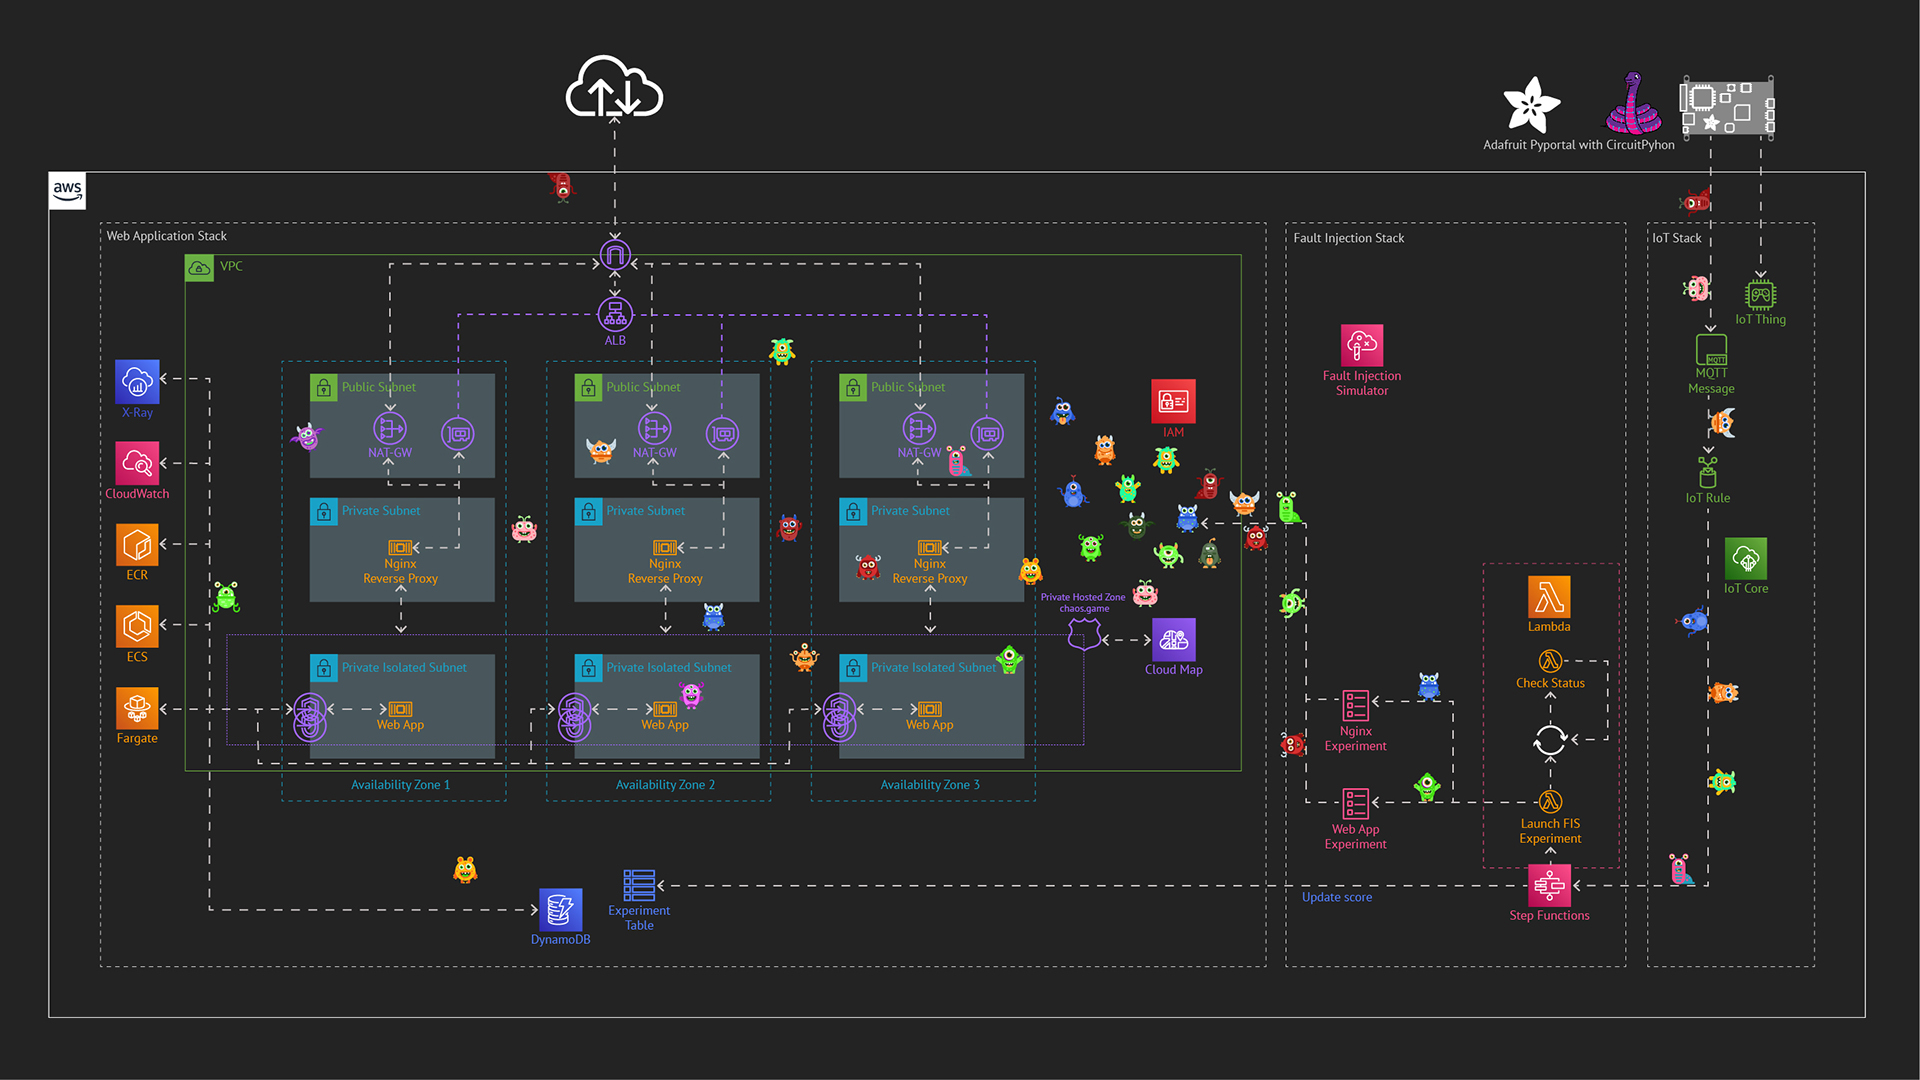 Adafruit Pyportal with CircuitPyhon
aws
Web Application Stack
Fault Injection Stack
IoT Stack
VPC
ALB
IoT Thing
MQTT
MQTT
Message
Fault Injection
Simulator
X-Ray
CloudWatch
ECR
ECS
Fargate
Public Subnet
NAT-GW
Public Subnet
NAT-GW
Public Subnet
NAT-GW
IAM
Private Subnet
Nginx
Reverse Proxy
Private Subnet
Nginx
Reverse Proxy
Private Subnet
Nginx
Reverse Proxy
IoT Rule
IoT Core
Private Hosted Zone
chaos.game
Cloud Map
Private Isolated Subnet
Web App
Private Isolated Subnet
Web App
Private Isolated Subnet
Web App
Availability Zone 1
Availability Zone 2
Availability Zone 3
Lambda
Check Status
Nginx
Experiment
Web App
Experiment
Launch FIS
Experiment
Step Functions
Update score
Experiment
Table
DynamoDB